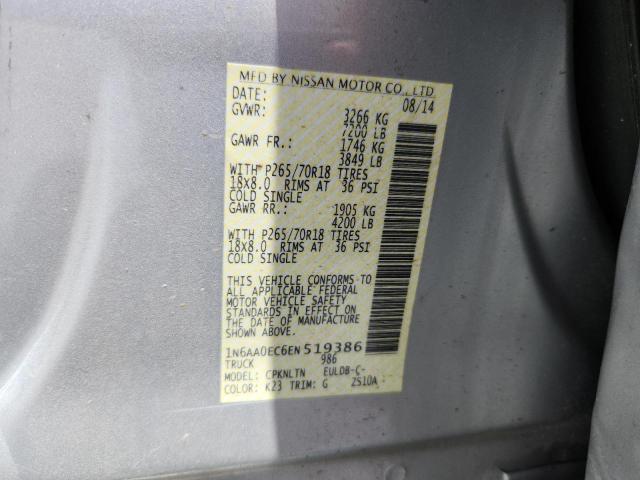 MFD BY NISSAN MOTOR CO., LTD
DATE: 08/14
GVWR: 3266 KG
7200 LB
GAWR FR.: 1746 KG
3849 LB
WITH P265/70R18 TIRES
18X8.0 RIMS AT 36 PSI
COLD SINGLE
GAWR RR.: 1905 KG
4200 LB
WITH P265/70R18 TIRES
18X8.0 RIMS AT 36 PSI
COLD SINGLE
THIS VEHICLE CONFORMS TO
ALL APPLICABLE FEDERAL
MOTOR VEHICLE SAFETY
STANDARDS IN EFFECT ON
THE DATE OF MANUFACTURE
SHOWN ABOVE.
1N6AA0EC6EN519386
TRUCK 986
MODEL: CPKNLTN EULDB-C-
COLOR: K23 TRIM: G ZS10A